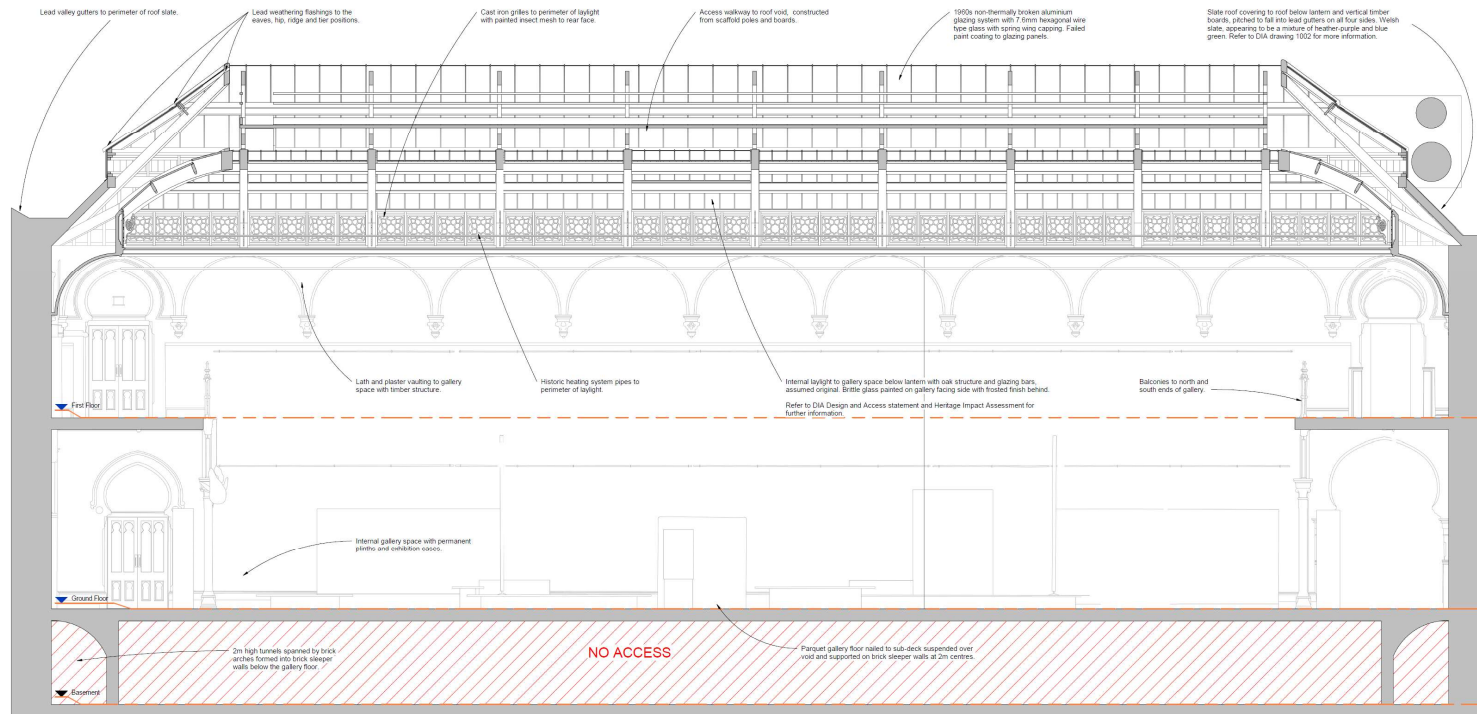 Lead valley gutters to perimeter of roof slate.
Lead weathering flashings to the
eaves, hip, ridge and tier positions.
Cast iron grilles to perimeter of laylight
with painted insect mesh to rear face.
Access walkway to roof void, constructed
from scaffold poles and boards.
1960s non-thermally broken aluminium
glazing system with 7.6mm hexagonal wire
type glass with spring wing capping. Failed
paint coating to glazing panels.
Slate roof covering to roof below lantern and vertical timber
boards, pitched to fall into lead gutters on all four sides. Welsh
slate, appearing to be a mixture of heather-purple and blue
green. Refer to DIA drawing 1002 for more information.
Lath and plaster vaulting to gallery
space with timber structure.
Historic heating system pipes to
perimeter of laylight.
Internal laylight to gallery space below lantern with oak structure and glazing bars,
assumed original. Brittle glass painted on gallery facing side with frosted finish behind.
Refer to DIA Design and Access statement and Heritage Impact Assessment for
further information.
Balconies to north and
south ends of gallery.
First Floor
Internal gallery space with permanent
plinths and exhibition cases.
Ground Floor
2m high tunnels spanned by brick
arches formed into brick sleeper
walls below the gallery floor.
NO ACCESS
Parquet gallery floor nailed to sub-deck suspended over
void and supported on brick sleeper walls at 2m centres.
Basement